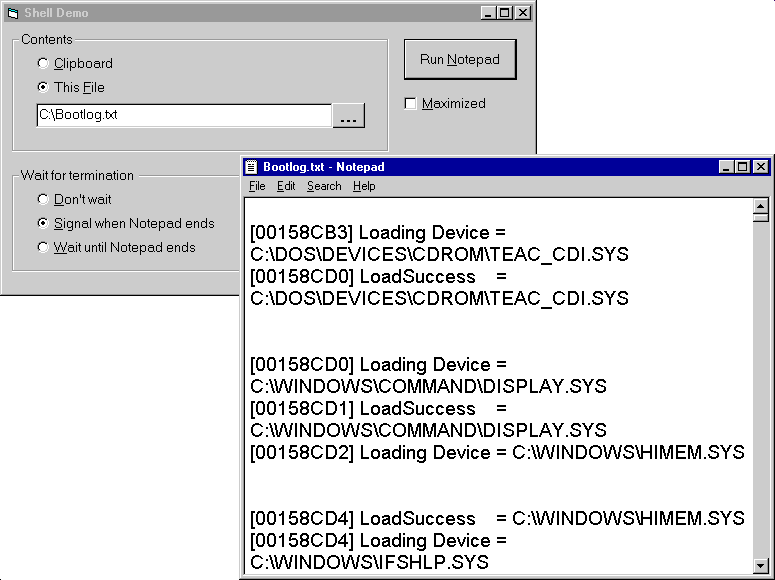 Shell Demo
Contents
Clipboard
This File
C:\Bootlog.txt
...
Run Notepad
Maximized
Wait for termination
Don't wait
Signal when Notepad ends
Wait until Notepad ends
Bootlog.txt - Notepad
File Edit Search Help
[00158CB3] Loading Device =
C:\DOS\DEVICES\CDROM\TEAC_CDI.SYS
[00158CD0] LoadSuccess    =
C:\DOS\DEVICES\CDROM\TEAC_CDI.SYS
[00158CD0] Loading Device =
C:\WINDOWS\COMMAND\DISPLAY.SYS
[00158CD1] LoadSuccess    =
C:\WINDOWS\COMMAND\DISPLAY.SYS
[00158CD2] Loading Device = C:\WINDOWS\HIMEM.SYS
[00158CD4] LoadSuccess    = C:\WINDOWS\HIMEM.SYS
[00158CD4] Loading Device =
C:\WINDOWS\IFSHLP.SYS